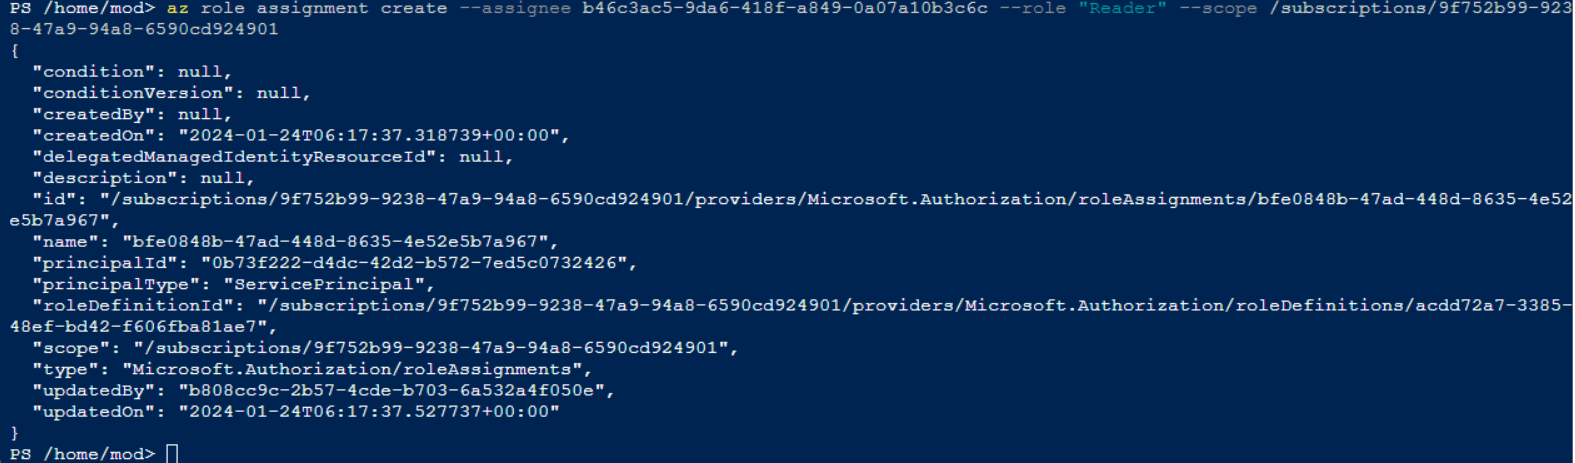 PS /home/mod> az role assignment create --assignee b46c3ac5-9da6-418f-a849-0a07a10b3c6c --role "Reader" --scope /subscriptions/9f752b99-923
8-47a9-94a8-6590cd924901
{
  "condition": null,
  "conditionVersion": null,
  "createdBy": null,
  "createdOn": "2024-01-24T06:17:37.318739+00:00",
  "delegatedManagedIdentityResourceId": null,
  "description": null,
  "id": "/subscriptions/9f752b99-9238-47a9-94a8-6590cd924901/providers/Microsoft.Authorization/roleAssignments/bfe0848b-47ad-448d-8635-4e52
e5b7a967",
  "name": "bfe0848b-47ad-448d-8635-4e52e5b7a967",
  "principalId": "0b73f222-d4dc-42d2-b572-7ed5c0732426",
  "principalType": "ServicePrincipal",
  "roleDefinitionId": "/subscriptions/9f752b99-9238-47a9-94a8-6590cd924901/providers/Microsoft.Authorization/roleDefinitions/acdd72a7-3385-
48ef-bd42-f606fba81ae7",
  "scope": "/subscriptions/9f752b99-9238-47a9-94a8-6590cd924901",
  "type": "Microsoft.Authorization/roleAssignments",
  "updatedBy": "b808cc9c-2b57-4cde-b703-6a532a4f050e",
  "updatedOn": "2024-01-24T06:17:37.527737+00:00"
}
PS /home/mod>